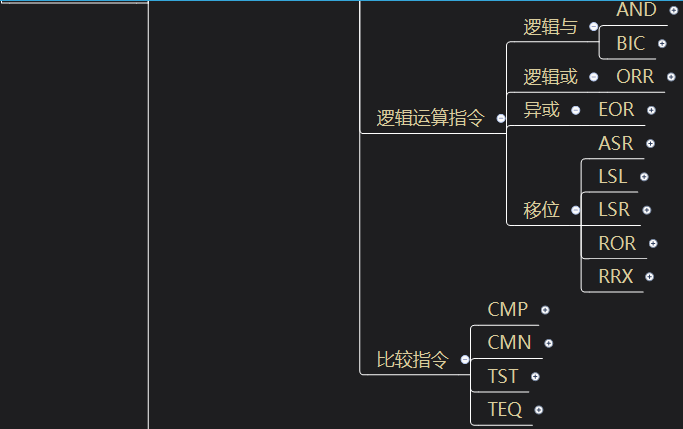 AND
逻辑与
BIC
逻辑或
ORR
异或
EOR
逻辑运算指令
ASR
LSL
移位
LSR
ROR
RRX
CMP
CMN
比较指令
TST
TEQ